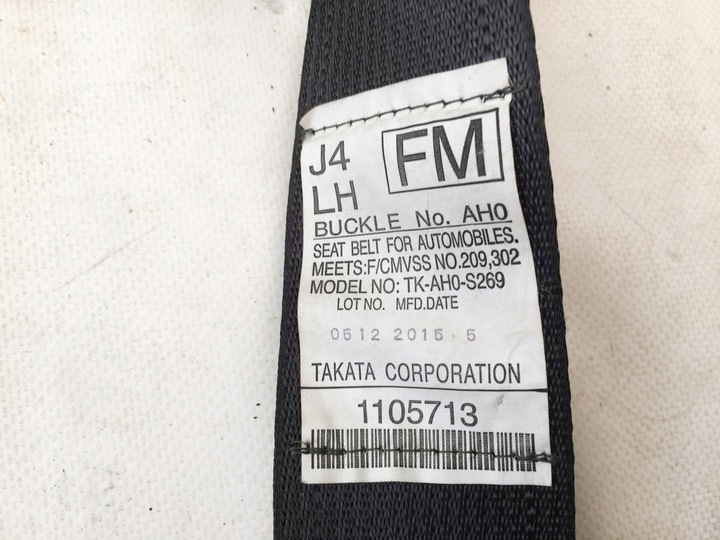 J4
FM
LH
BUCKLE No. AH0
SEAT BELT FOR AUTOMOBILES.
MEETS:F/CMVSS NO.209,302
MODEL NO: TK-AH0-S269
LOT NO. MFD.DATE
0512 2015 5
TAKATA CORPORATION
1105713